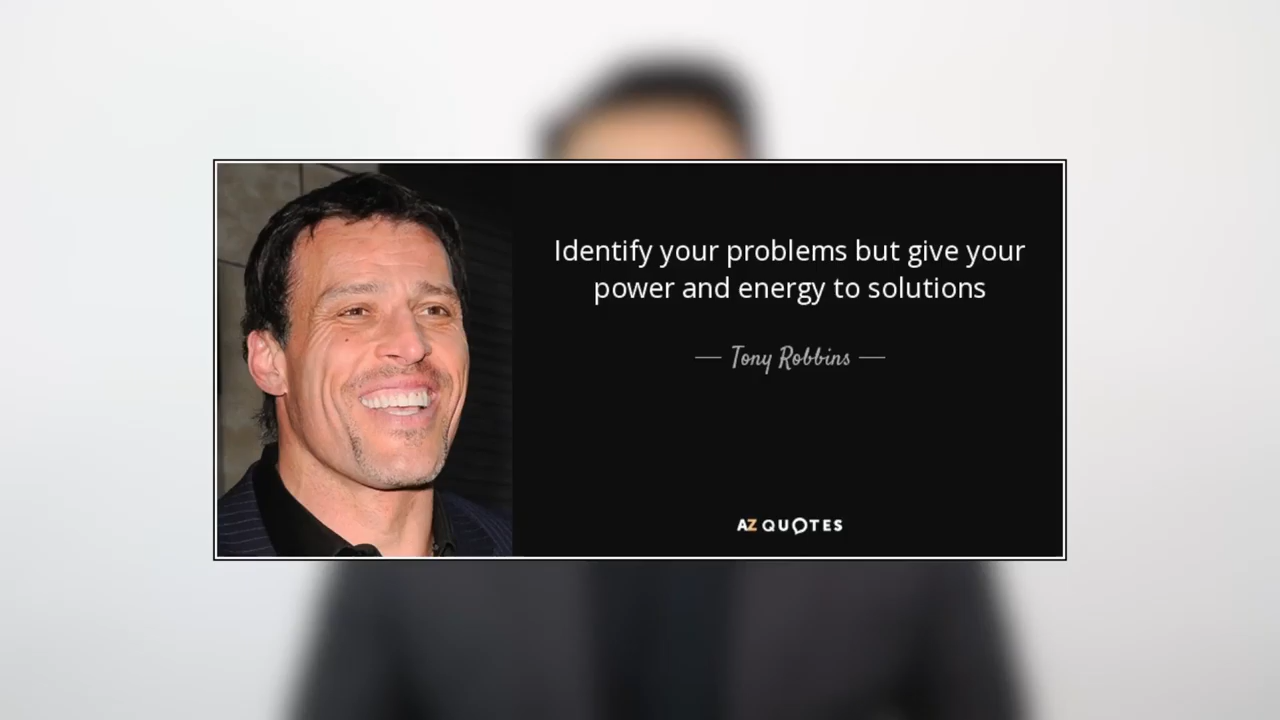 Identify your problems but give your
power and energy to solutions
Tony Robbins
AZ QUOTES